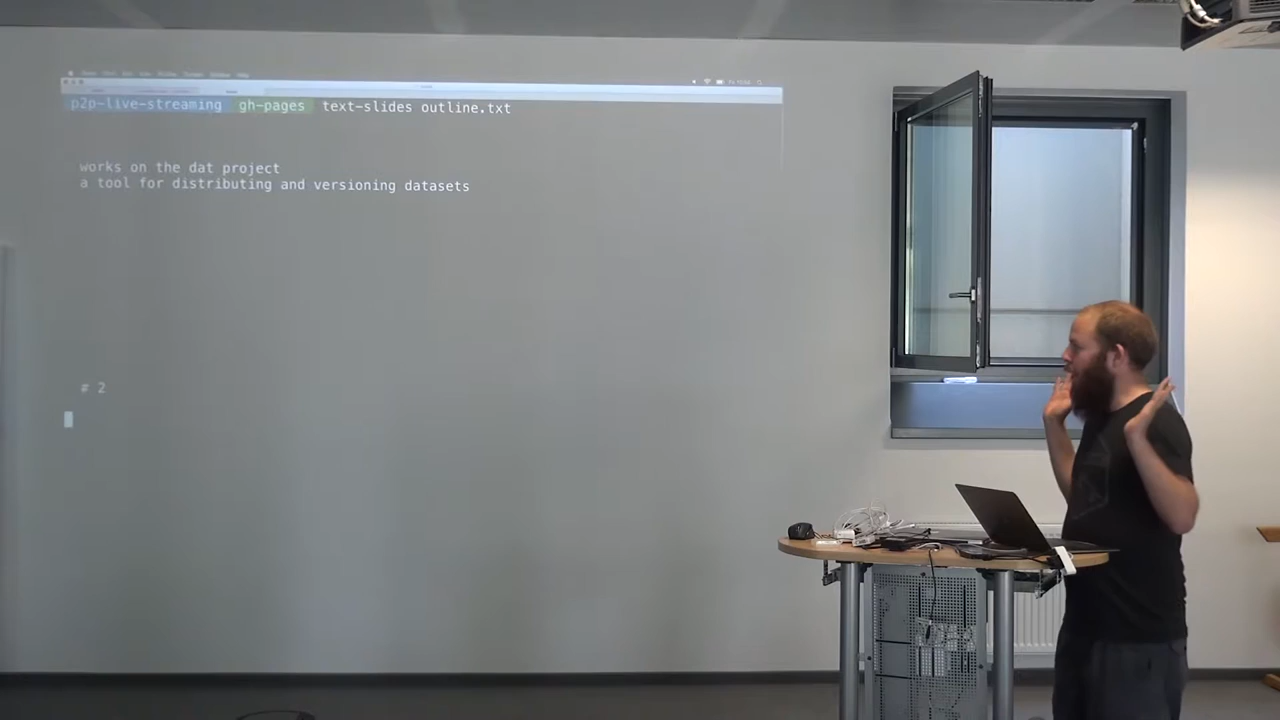 p2p-live-streaming gh-pages text-slides outline.txt
works on the dat project
a tool for distributing and versioning datasets
# 2